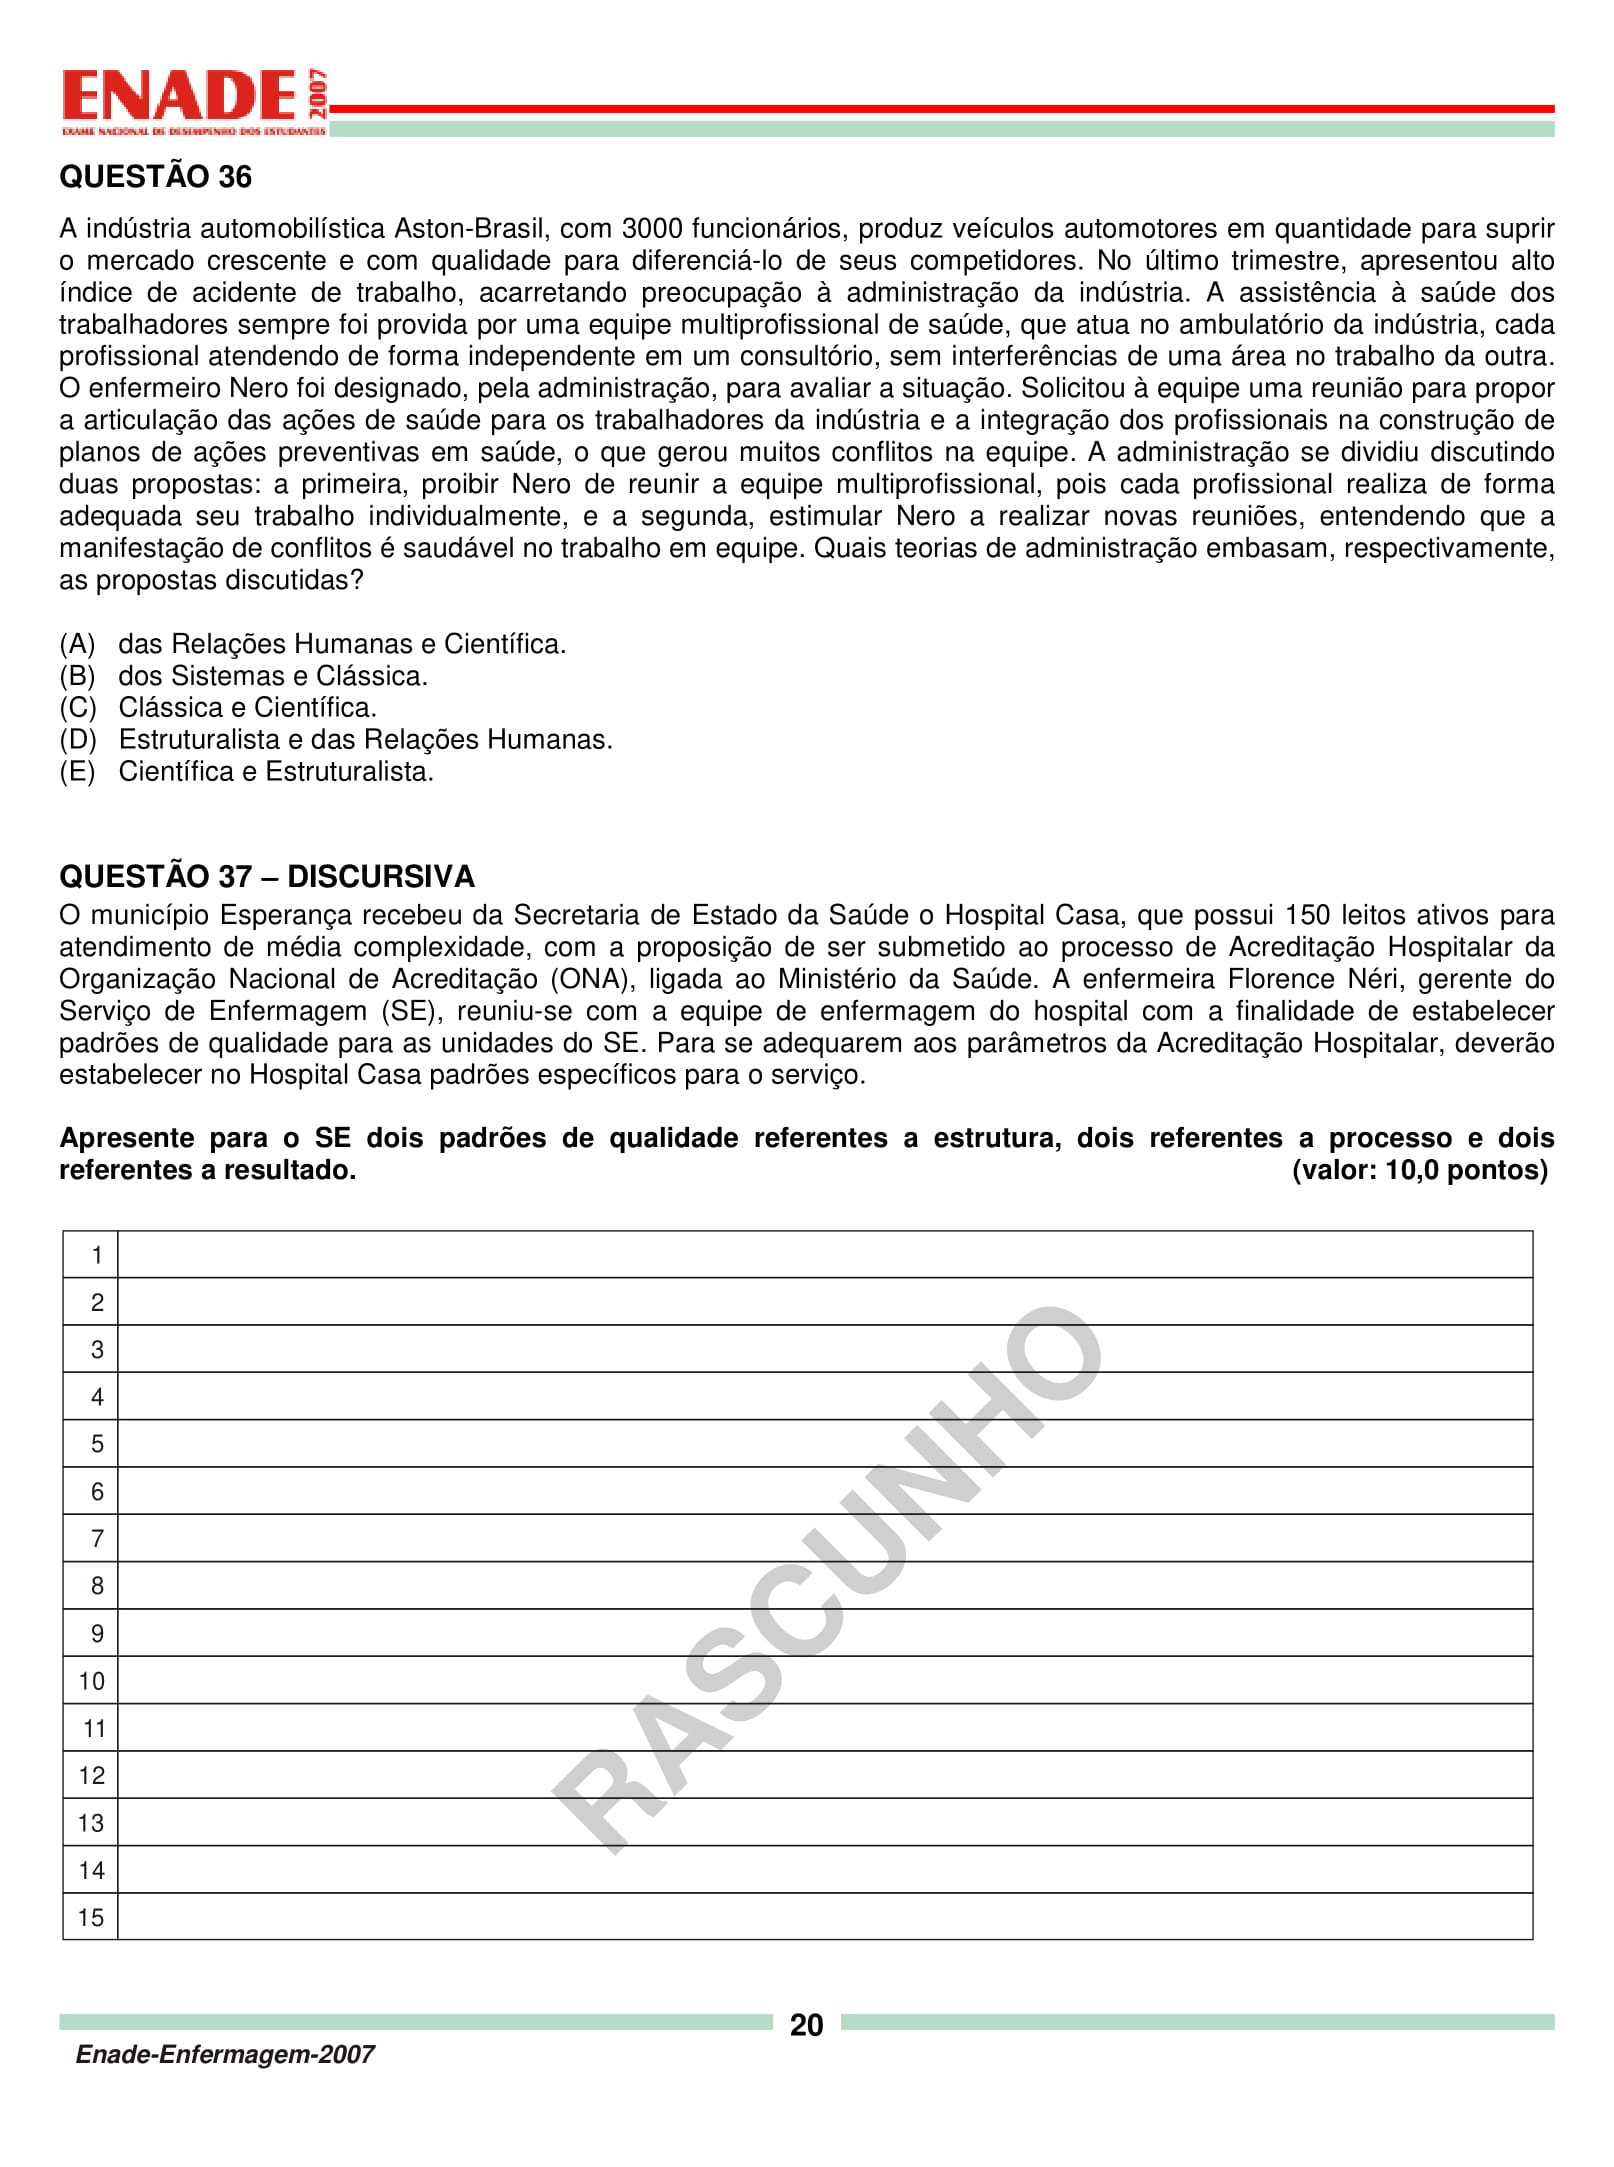 ENADE 2007
EXAME NACIONAL DE DESEMPENHO DOS ESTUDANTES
QUESTÃO 36
A indústria automobilística Aston-Brasil, com 3000 funcionários, produz veículos automotores em quantidade para suprir
o mercado crescente e com qualidade para diferenciá-lo de seus competidores. No último trimestre, apresentou alto
índice de acidente de trabalho, acarretando preocupação à administração da indústria. A assistência à saúde dos
trabalhadores sempre foi provida por uma equipe multiprofissional de saúde, que atua no ambulatório da indústria, cada
profissional atendendo de forma independente em um consultório, sem interferências de uma área no trabalho da outra.
O enfermeiro Nero foi designado, pela administração, para avaliar a situação. Solicitou à equipe uma reunião para propor
a articulação das ações de saúde para os trabalhadores da indústria e a integração dos profissionais na construção de
planos de ações preventivas em saúde, o que gerou muitos conflitos na equipe. A administração se dividiu discutindo
duas propostas: a primeira, proibir Nero de reunir a equipe multiprofissional, pois cada profissional realiza de forma
adequada seu trabalho individualmente, e a segunda, estimular Nero a realizar novas reuniões, entendendo que a
manifestação de conflitos é saudável no trabalho em equipe. Quais teorias de administração embasam, respectivamente,
as propostas discutidas?
(A) das Relações Humanas e Científica.
(B) dos Sistemas e Clássica.
(C) Clássica e Científica.
(D) Estruturalista e das Relações Humanas.
(E) Científica e Estruturalista.
QUESTÃO 37 – DISCURSIVA
O município Esperança recebeu da Secretaria de Estado da Saúde o Hospital Casa, que possui 150 leitos ativos para
atendimento de média complexidade, com a proposição de ser submetido ao processo de Acreditação Hospitalar da
Organização Nacional de Acreditação (ONA), ligada ao Ministério da Saúde. A enfermeira Florence Néri, gerente do
Serviço de Enfermagem (SE), reuniu-se com a equipe de enfermagem do hospital com a finalidade de estabelecer
padrões de qualidade para as unidades do SE. Para se adequarem aos parâmetros da Acreditação Hospitalar, deverão
estabelecer no Hospital Casa padrões específicos para o serviço.
Apresente para o SE dois padrões de qualidade referentes a estrutura, dois referentes a processo e dois
referentes a resultado. (valor: 10,0 pontos)
1
2
3
4
5
6
7
8
9
10
11
12
13
14
15
RASCUNHO
20
Enade-Enfermagem-2007